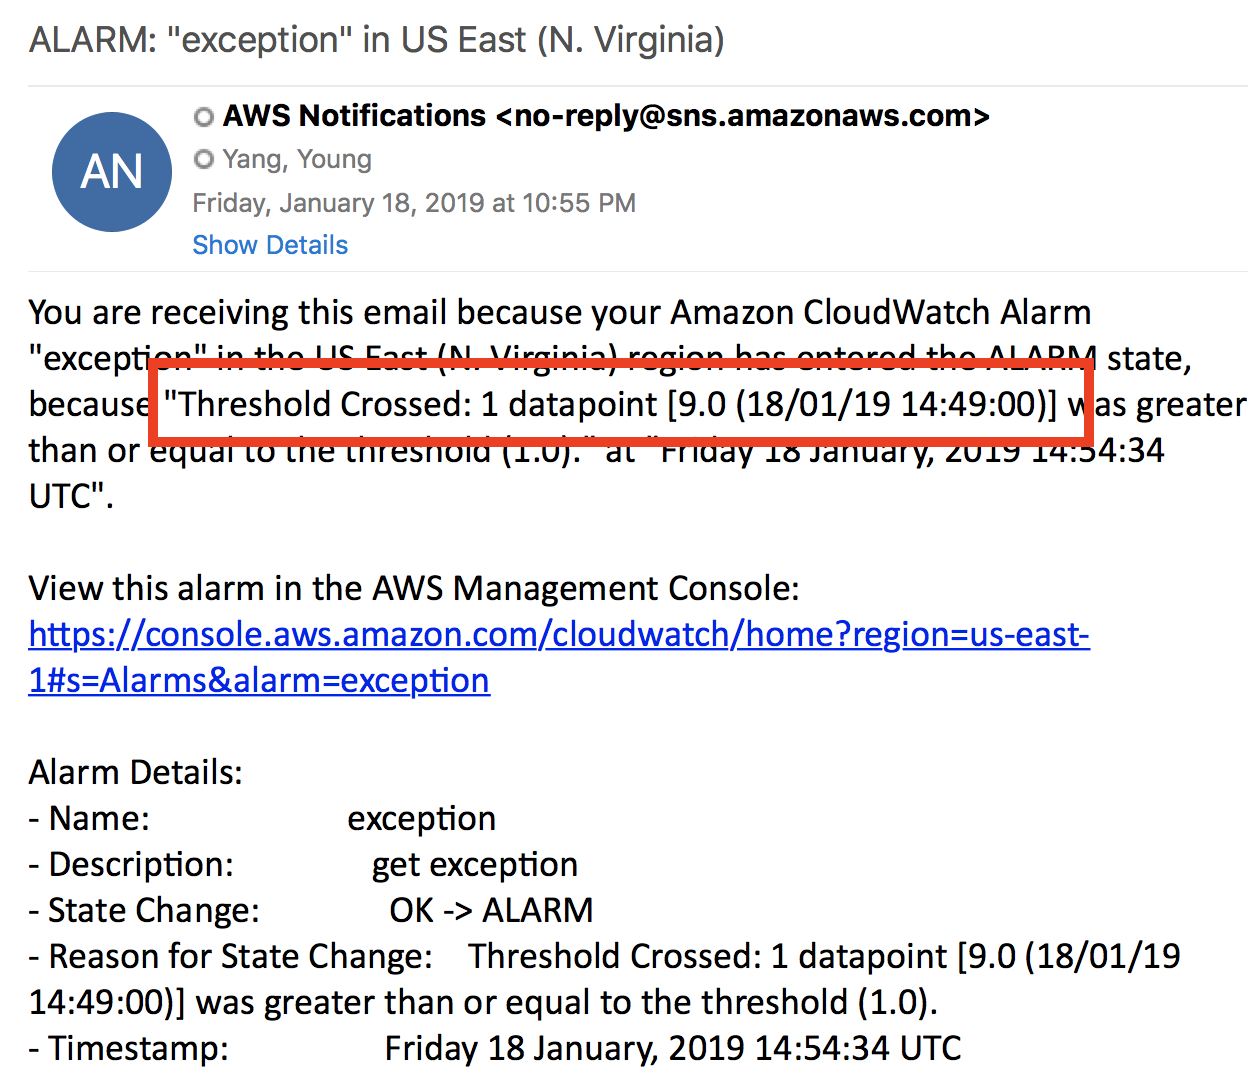 ALARM: "exception" in US East (N. Virginia)
AN
AWS Notifications <no-reply@sns.amazonaws.com>
Yang, Young
Friday, January 18, 2019 at 10:55 PM
Show Details
You are receiving this email because your Amazon CloudWatch Alarm
"exception" in the US East (N. Virginia) region has entered the ALARM state,
because "Threshold Crossed: 1 datapoint [9.0 (18/01/19 14:49:00)] was greater
than or equal to the threshold (1.0)." at "Friday 18 January, 2019 14:54:34
UTC".
View this alarm in the AWS Management Console:
https://console.aws.amazon.com/cloudwatch/home?region=us-east-
1#s=Alarms&alarm=exception
Alarm Details:
- Name: exception
- Description: get exception
- State Change: OK -> ALARM
- Reason for State Change: Threshold Crossed: 1 datapoint [9.0 (18/01/19
14:49:00)] was greater than or equal to the threshold (1.0).
- Timestamp: Friday 18 January, 2019 14:54:34 UTC